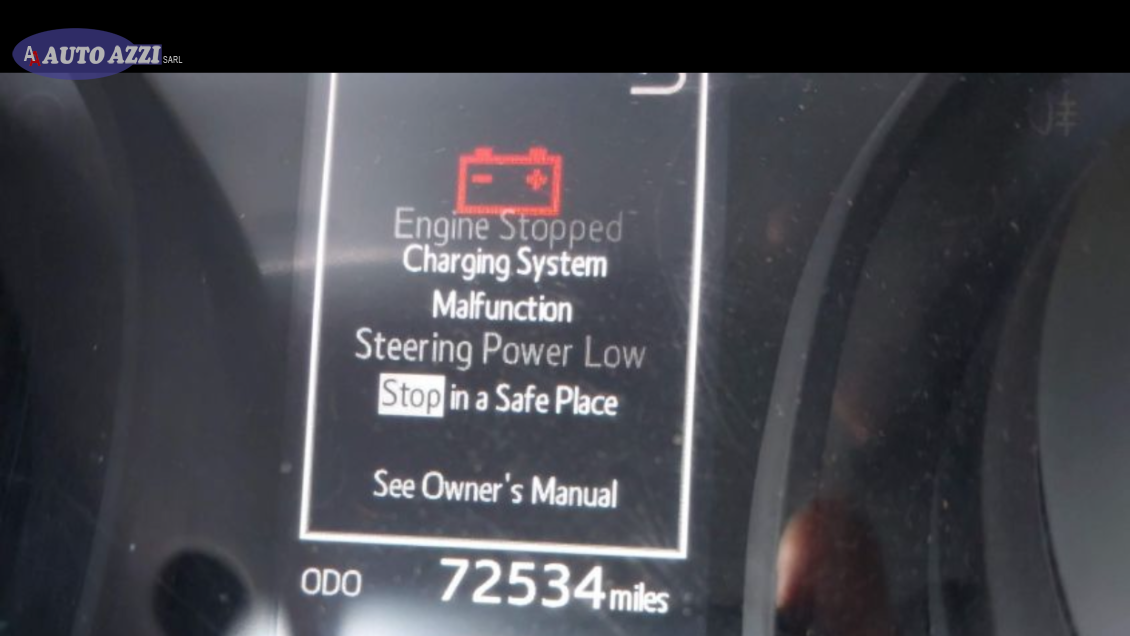 AUTO AZZI SARL
Engine Stopped
Charging System
Malfunction
Steering Power Low
Stop in a Safe Place
See Owner's Manual
ODO 72534 miles